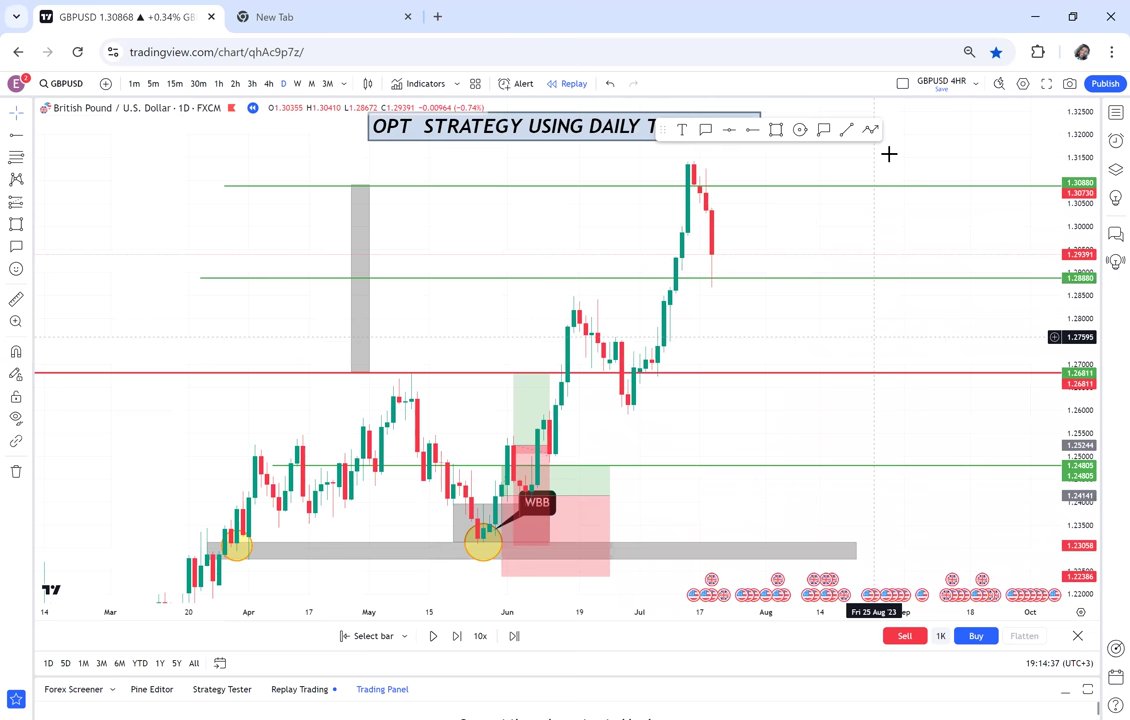 GBPUSD 1.30868 ▲ +0.34% GB
New Tab
tradingview.com/chart/qhAc9p7z/
E 2
GBPUSD
1m 5m 15m 30m 1h 2h 3h 4h D W M 3M
Indicators
Alert
Replay
GBPUSD 4HR
Save
Publish
British Pound / U.S. Dollar · 1D · FXCM
O1.30355 H1.30410 L1.28672 C1.29391 −0.00964 (−0.74%)
OPT STRATEGY USING DAILY T
1.32500
1.32000
1.31500
1.30880
1.30730
1.30500
1.30000
1.29391
1.28880
1.28500
1.28000
1.27595
1.27000
1.26811
1.26811
1.26000
1.25500
1.25244
1.25000
1.24805
1.24805
1.24141
1.23500
1.23058
1.22386
1.22000
WBB
14 Mar 20 Apr 17 May 15 Jun 19 Jul 17 Aug 14 Fri 25 Aug '23 18 Oct
Select bar
10x
Sell
1K
Buy
Flatten
1D 5D 1M 3M 6M YTD 1Y 5Y All
19:14:37 (UTC+3)
Forex Screener
Pine Editor
Strategy Tester
Replay Trading
Trading Panel